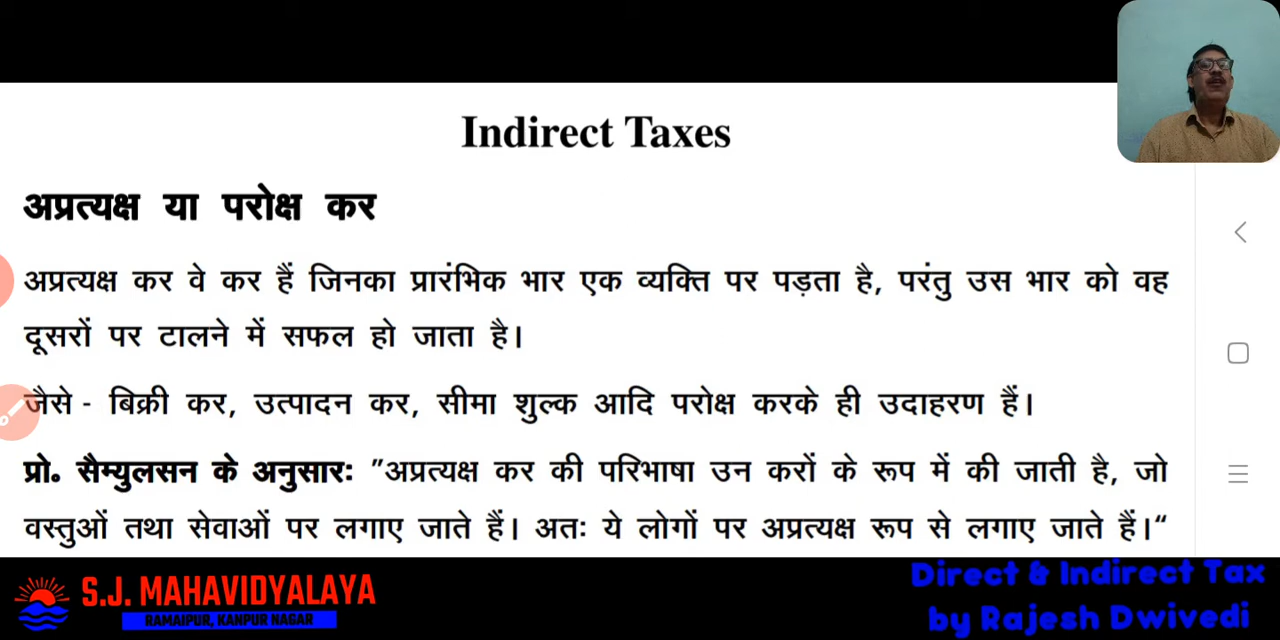 Indirect Taxes
अप्रत्यक्ष या परोक्ष कर
अप्रत्यक्ष कर वे कर हैं जिनका प्रारंभिक भार एक व्यक्ति पर पड़ता है, परंतु उस भार को वह
दूसरों पर टालने में सफल हो जाता है।
जैसे - बिक्री कर, उत्पादन कर, सीमा शुल्क आदि परोक्ष करके ही उदाहरण हैं।
प्रो. सैम्युलसन के अनुसारः ”अप्रत्यक्ष कर की परिभाषा उन करों के रूप में की जाती है, जो
वस्तुओं तथा सेवाओं पर लगाए जाते हैं। अतः ये लोगों पर अप्रत्यक्ष रूप से लगाए जाते हैं।“
S.J. MAHAVIDYALAYA
RAMAIPUR, KANPUR NAGAR
Direct & Indirect Tax
by Rajesh Dwivedi